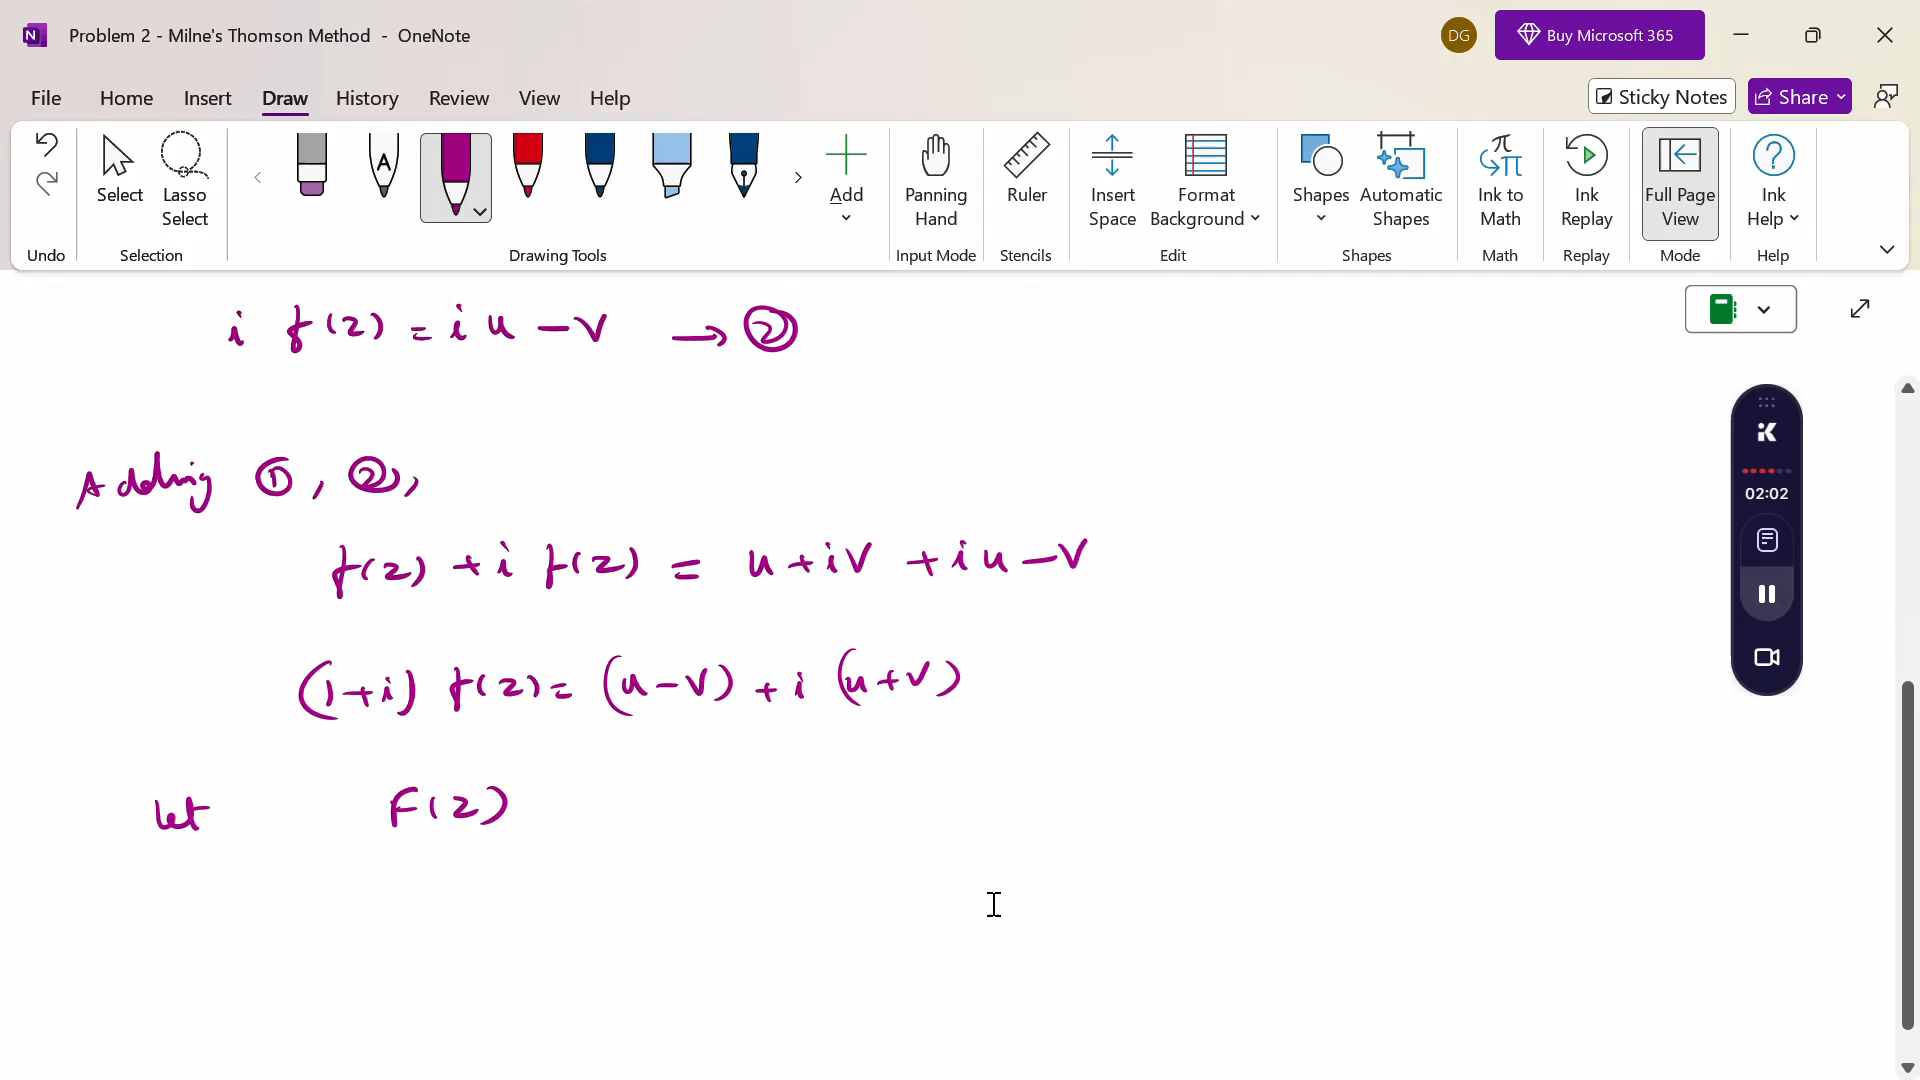 Problem 2 - Milne's Thomson Method - OneNote
DG
Buy Microsoft 365
File Home Insert Draw History Review View Help
Sticky Notes
Share
Select
Lasso Select
A
Add
Panning Hand
Ruler
Insert Space
Format Background
Shapes
Automatic Shapes
Ink to Math
Ink Replay
Full Page View
Ink Help
Undo
Selection
Drawing Tools
Input Mode
Stencils
Edit
Shapes
Math
Replay
Mode
Help
i f(z) = i u - v → ②
02:02
Adding ①, ②,
f(z) + i f(z) = u + i v + i u - v
(1+i) f(z) = (u-v) + i (u+v)
let F(z)